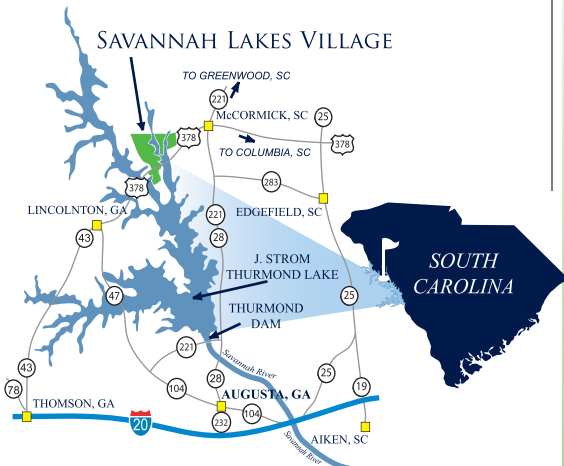 SAVANNAH LAKES VILLAGE
TO GREENWOOD, SC
221
McCORMICK, SC
25
378
378
TO COLUMBIA, SC
378
283
LINCOLNTON, GA
221
EDGEFIELD, SC
43
28
J. STROM
THURMOND LAKE
SOUTH
CAROLINA
47
25
THURMOND
DAM
221
Savannah River
43
28
25
78
104
19
AUGUSTA, GA
THOMSON, GA
104
20
232
AIKEN, SC
Savannah River